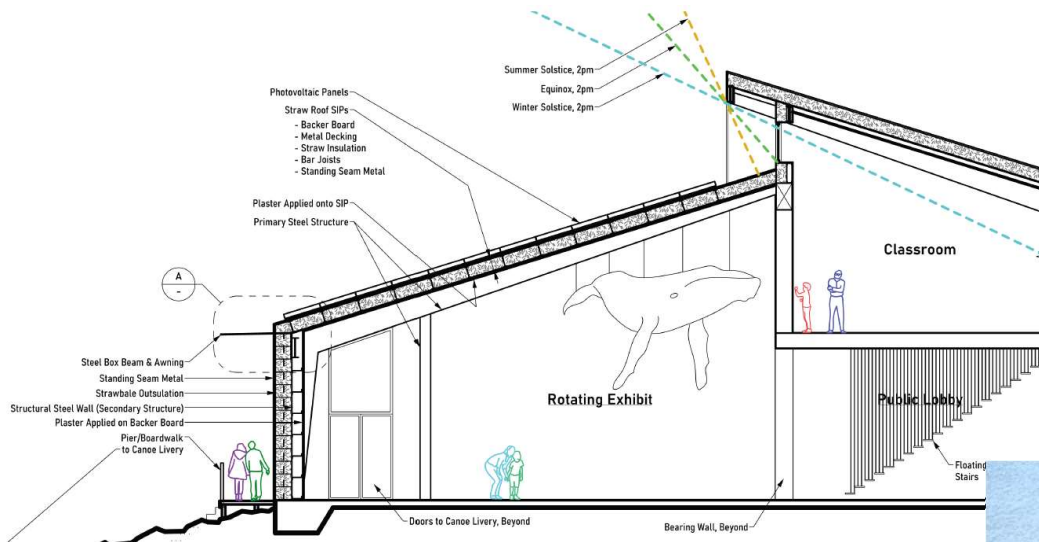 Summer Solstice, 2pm
Equinox, 2pm
Winter Solstice, 2pm
Photovoltaic Panels
Straw Roof SIPs
- Backer Board
- Metal Decking
- Straw Insulation
- Bar Joists
- Standing Seam Metal
Plaster Applied onto SIP
Primary Steel Structure
Classroom
A
-
Steel Box Beam & Awning
Standing Seam Metal
Strawbale Outsulation
Structural Steel Wall (Secondary Structure)
Plaster Applied on Backer Board
Pier/Boardwalk
to Canoe Livery
Rotating Exhibit
Public Lobby
Floating
Stairs
Doors to Canoe Livery, Beyond
Bearing Wall, Beyond